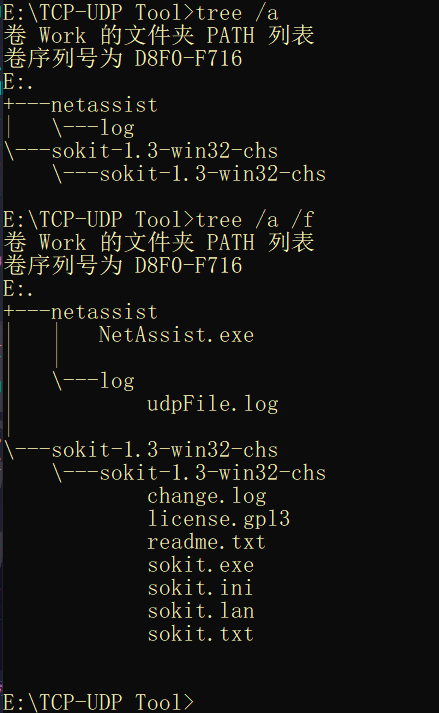 E:\TCP-UDP Tool>tree /a
卷 Work 的文件夹 PATH 列表
卷序列号为 D8F0-F716
E:.
+---netassist
|   \---log
\---sokit-1.3-win32-chs
    \---sokit-1.3-win32-chs

E:\TCP-UDP Tool>tree /a /f
卷 Work 的文件夹 PATH 列表
卷序列号为 D8F0-F716
E:.
+---netassist
|   |   NetAssist.exe
|   |
|   \---log
|           udpFile.log
|
\---sokit-1.3-win32-chs
    \---sokit-1.3-win32-chs
            change.log
            license.gpl3
            readme.txt
            sokit.exe
            sokit.ini
            sokit.lan
            sokit.txt

E:\TCP-UDP Tool>